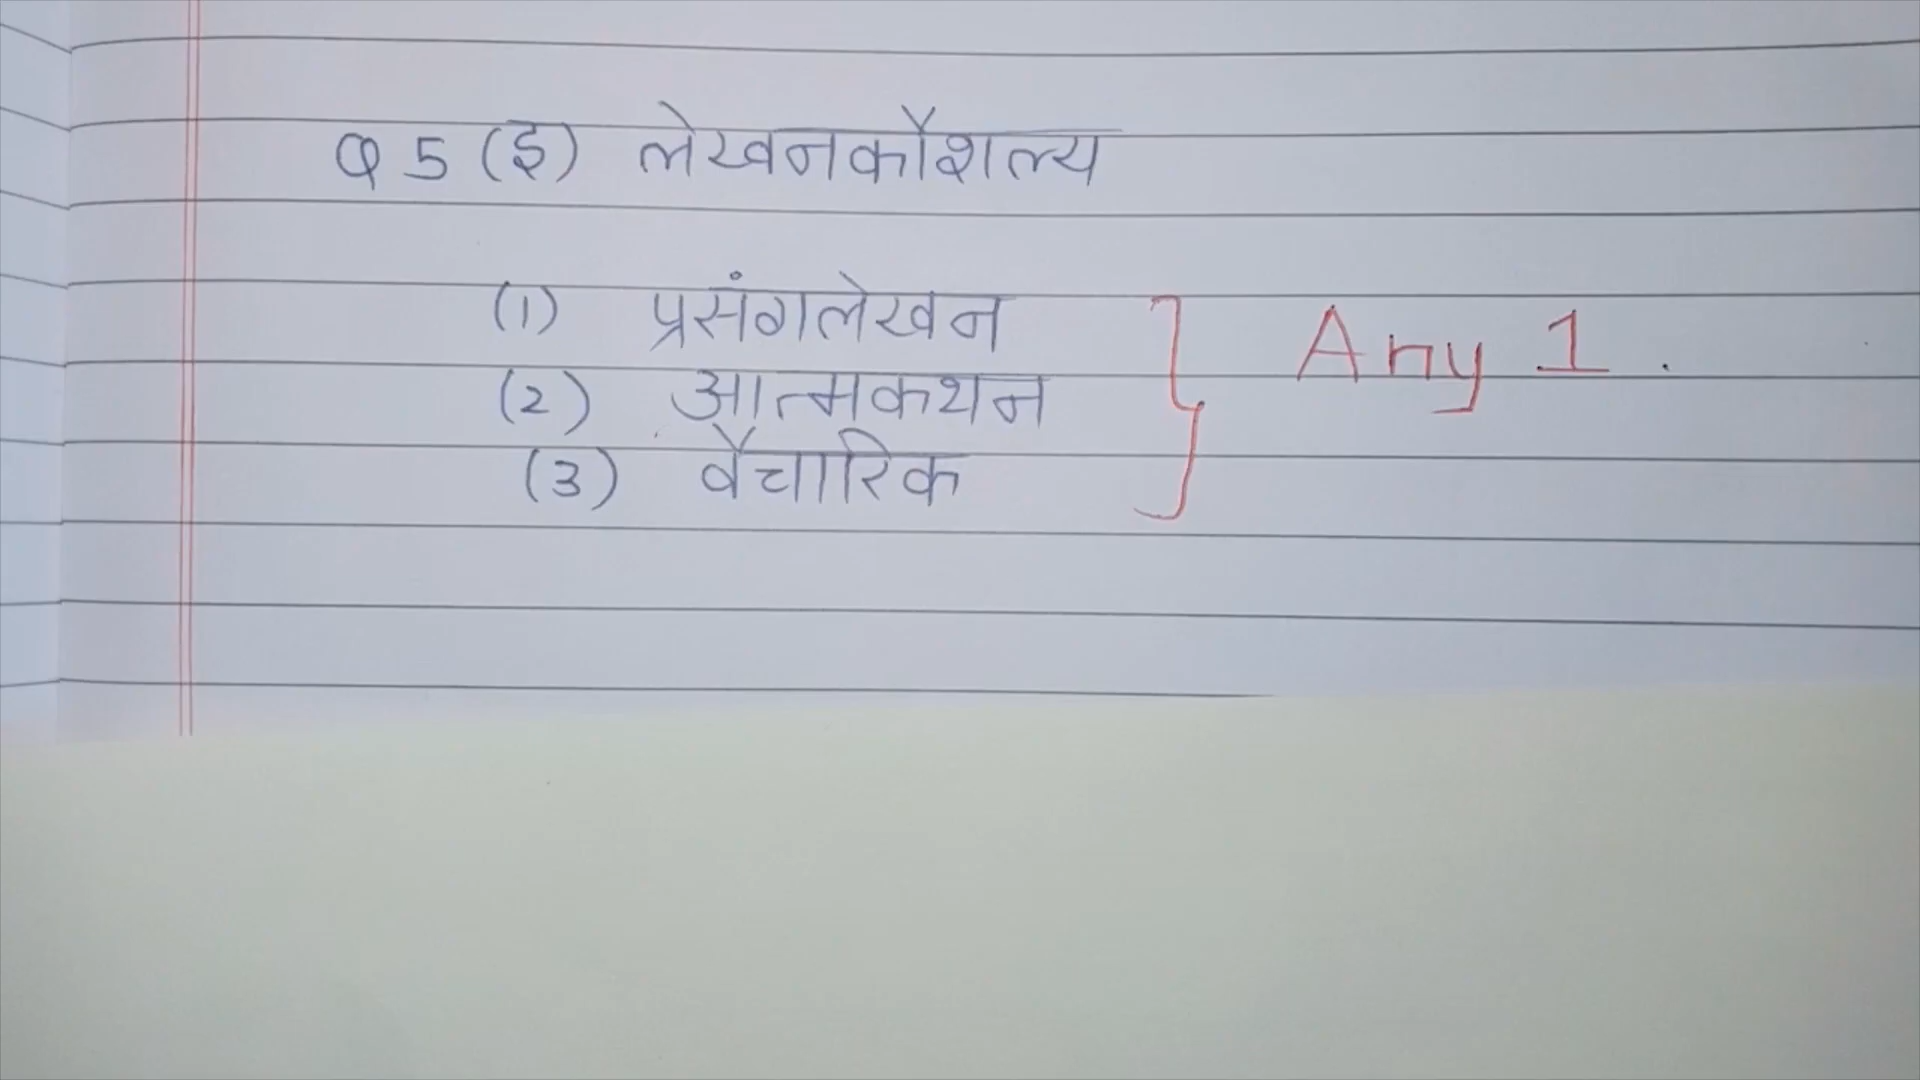 Q 5 (इ) लेखनकौशल्य
(1) प्रसंगलेखन
(2) आत्मकथन
(3) वैचारिक
} Any 1.